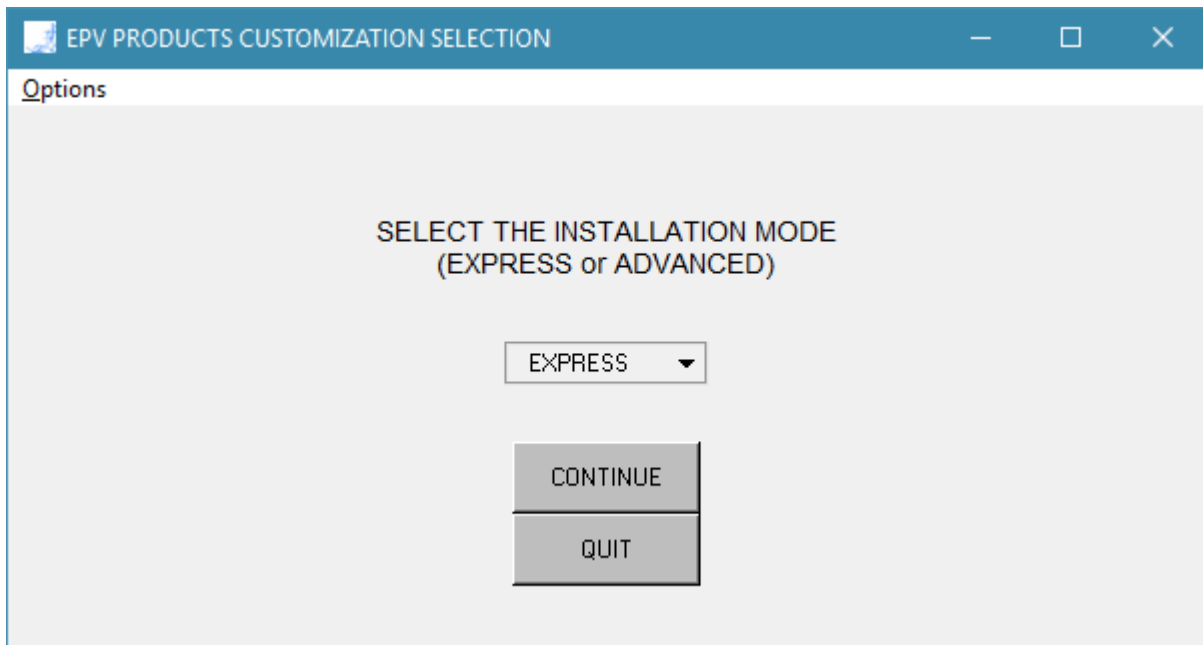 EPV PRODUCTS CUSTOMIZATION SELECTION
Options
SELECT THE INSTALLATION MODE
(EXPRESS or ADVANCED)
EXPRESS
CONTINUE
QUIT